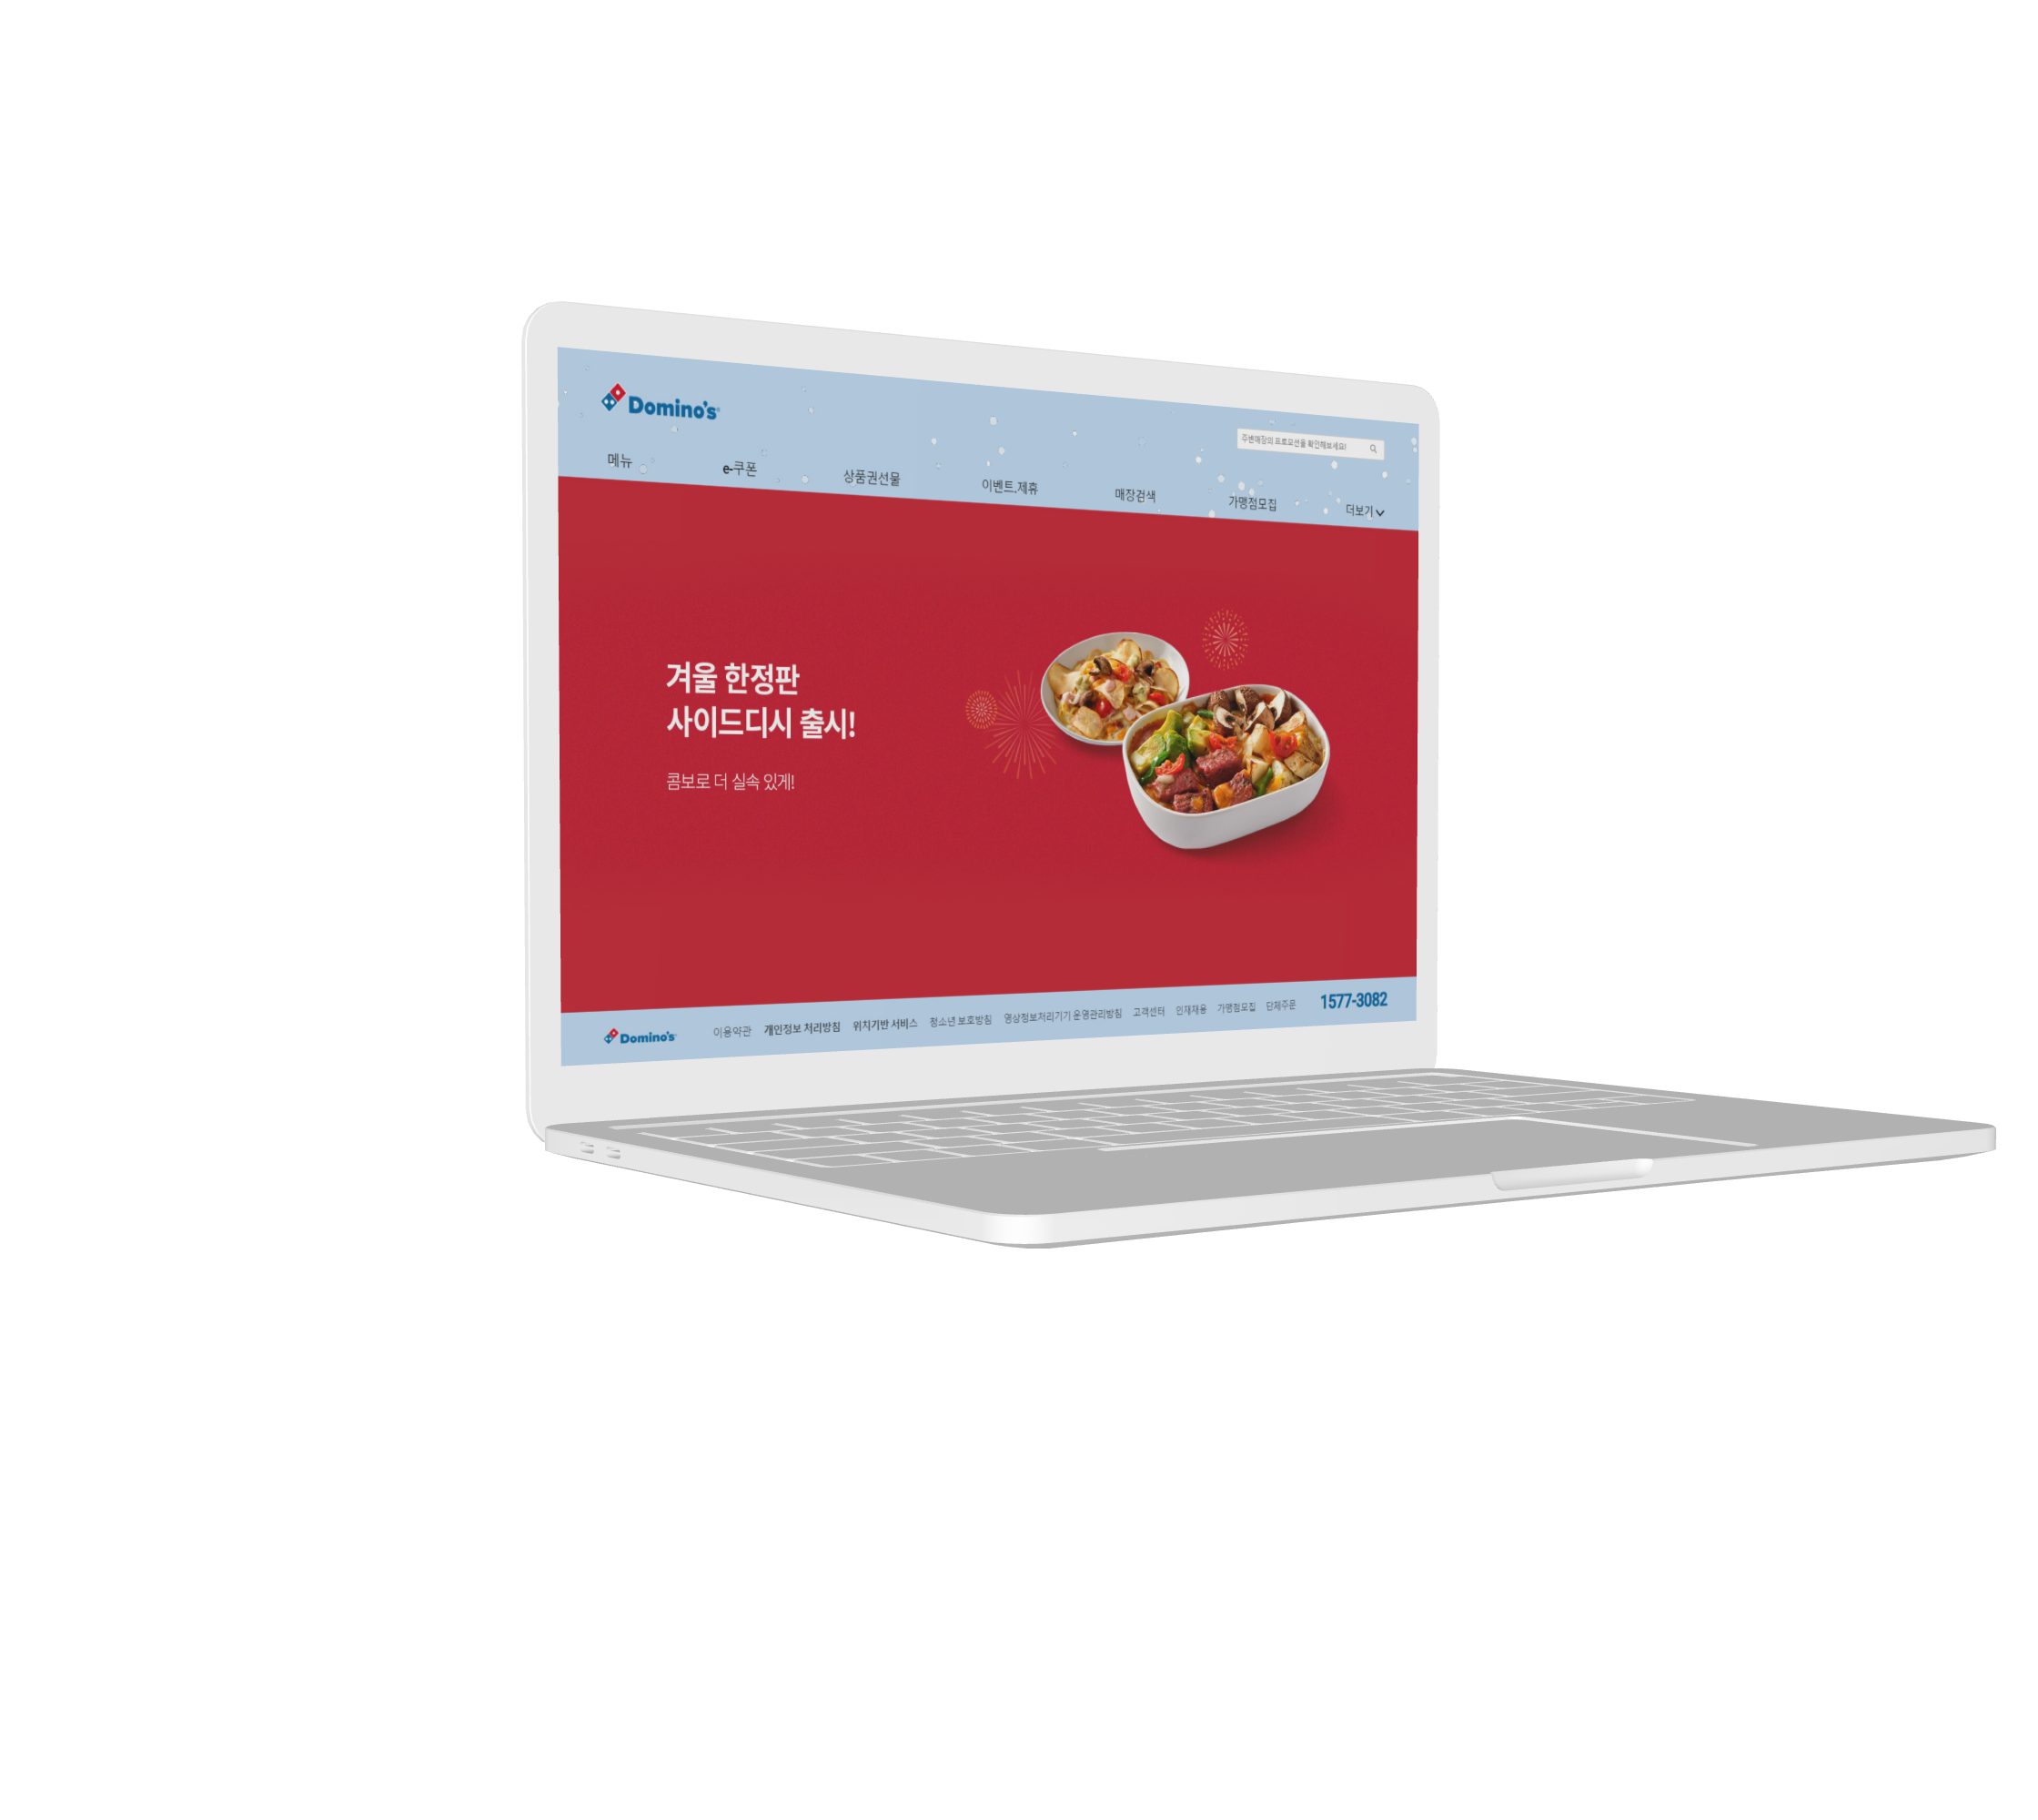 Domino's
주변매장의 프로모션을 확인해보세요!
메뉴 e-쿠폰 상품권선물 이벤트.제휴 매장검색 가맹점모집 더보기
겨울 한정판
사이드디시 출시!
콤보로 더 실속 있게!
Domino's 이용약관 개인정보 처리방침 위치기반 서비스 청소년 보호방침 영상정보처리기기 운영관리방침 고객센터 인재채용 가맹점모집 단체주문 1577-3082